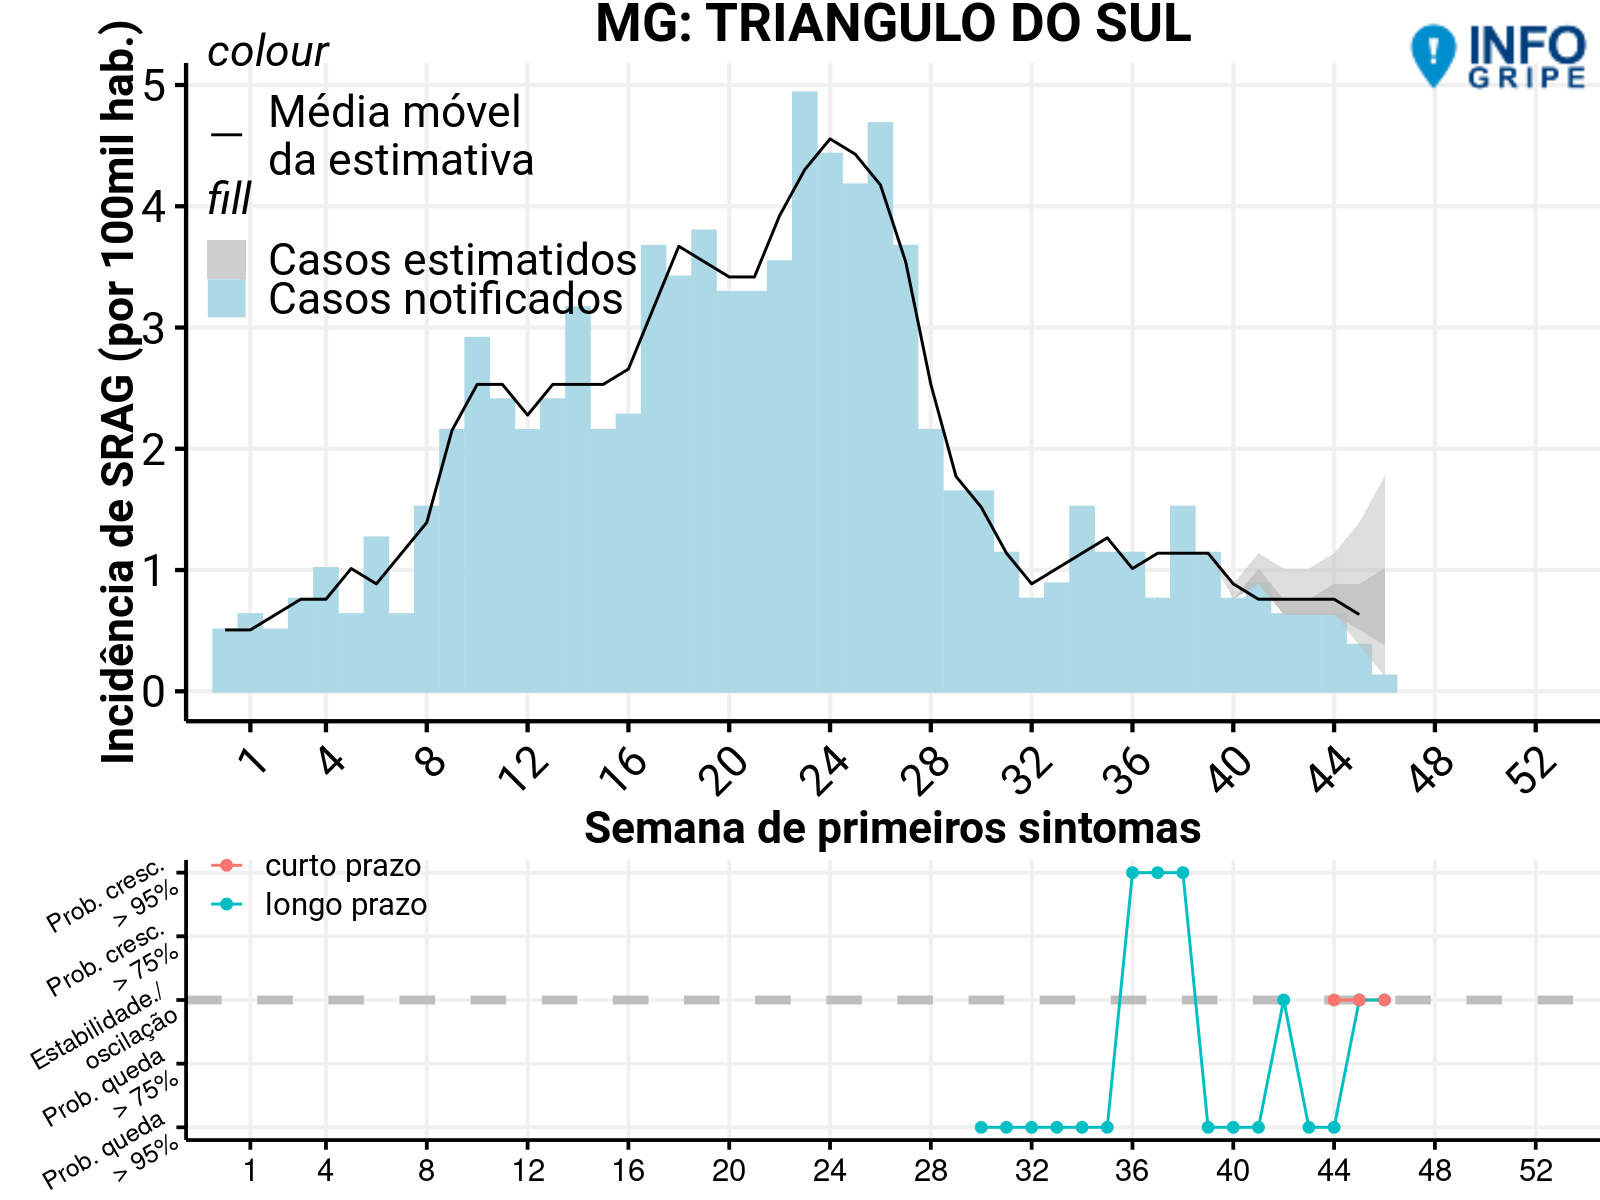 MG: TRIANGULO DO SUL
INFO
GRIPE
colour
Média móvel
da estimativa
fill
Casos estimatidos
Casos notificados
Incidência de SRAG (por 100mil hab.)
5
4
3
2
1
0
1 4 8 12 16 20 24 28 32 36 40 44 48 52
Semana de primeiros sintomas
curto prazo
longo prazo
Prob. cresc.
> 95%
Prob. cresc.
> 75%
Estabilidade./
oscilação
Prob. queda
> 75%
Prob. queda
> 95%
1 4 8 12 16 20 24 28 32 36 40 44 48 52